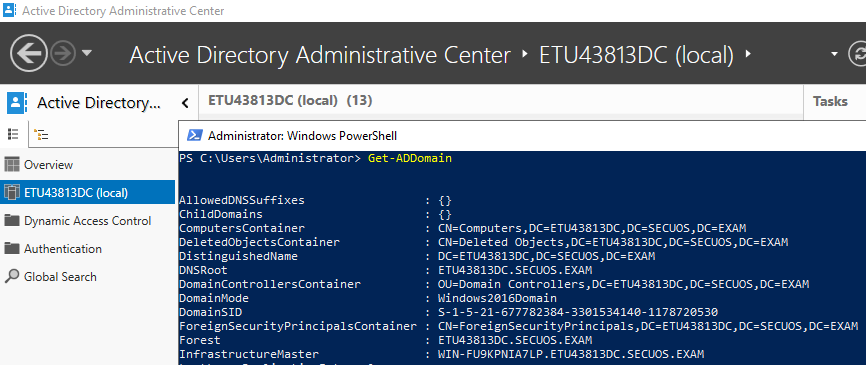 Active Directory Administrative Center
Active Directory Administrative Center ‣ ETU43813DC (local) ‣
Active Directory...
ETU43813DC (local) (13)
Tasks
Administrator: Windows PowerShell
Overview
ETU43813DC (local)
Dynamic Access Control
Authentication
Global Search
PS C:\Users\Administrator> Get-ADDomain
AllowedDNSSuffixes : {}
ChildDomains : {}
ComputersContainer : CN=Computers,DC=ETU43813DC,DC=SECUOS,DC=EXAM
DeletedObjectsContainer : CN=Deleted Objects,DC=ETU43813DC,DC=SECUOS,DC=EXAM
DistinguishedName : DC=ETU43813DC,DC=SECUOS,DC=EXAM
DNSRoot : ETU43813DC.SECUOS.EXAM
DomainControllersContainer : OU=Domain Controllers,DC=ETU43813DC,DC=SECUOS,DC=EXAM
DomainMode : Windows2016Domain
DomainSID : S-1-5-21-677782384-3301534140-1178720530
ForeignSecurityPrincipalsContainer : CN=ForeignSecurityPrincipals,DC=ETU43813DC,DC=SECUOS,DC=EXAM
Forest : ETU43813DC.SECUOS.EXAM
InfrastructureMaster : WIN-FU9KPNIA7LP.ETU43813DC.SECUOS.EXAM